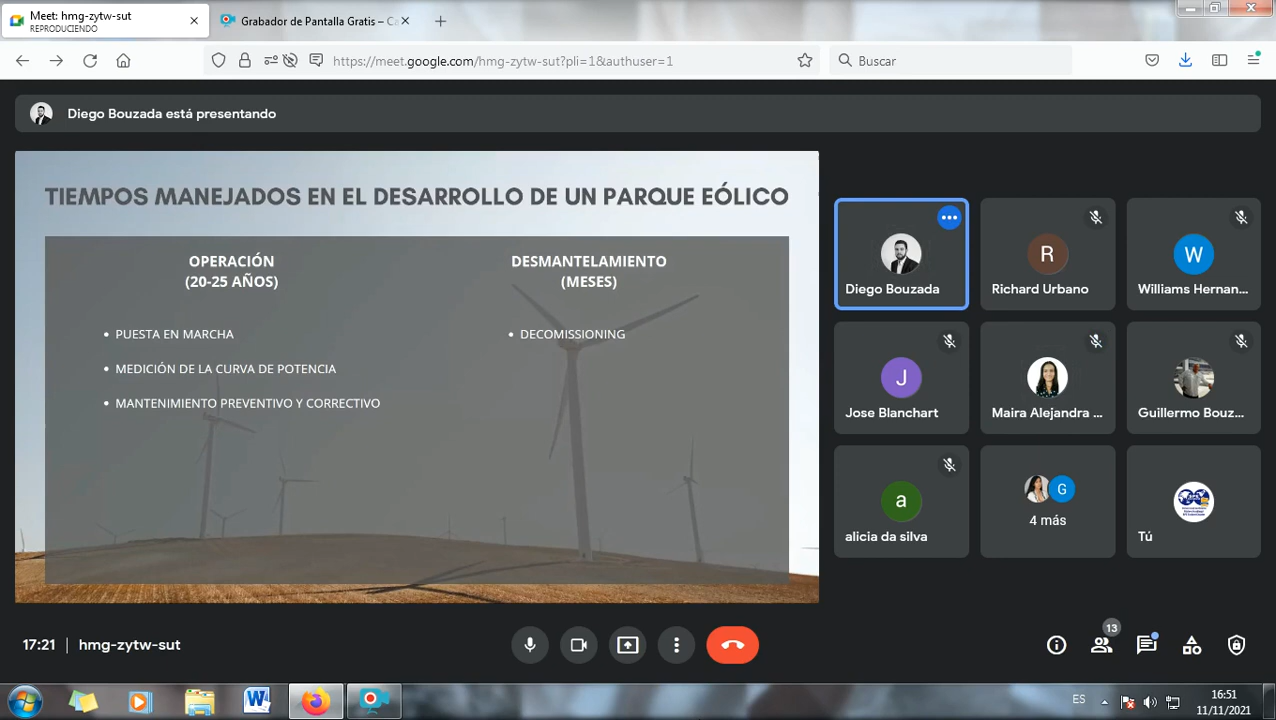 Meet: hmg-zytw-sut
REPRODUCIENDO
Grabador de Pantalla Gratis – Ca
https://meet.google.com/hmg-zytw-sut?pli=1&authuser=1
Buscar
Diego Bouzada está presentando
TIEMPOS MANEJADOS EN EL DESARROLLO DE UN PARQUE EÓLICO
OPERACIÓN
(20-25 AÑOS)
• PUESTA EN MARCHA
• MEDICIÓN DE LA CURVA DE POTENCIA
• MANTENIMIENTO PREVENTIVO Y CORRECTIVO
DESMANTELAMIENTO
(MESES)
• DECOMISSIONING
Diego Bouzada
R
Richard Urbano
W
Williams Hernan...
J
Jose Blanchart
Maira Alejandra ...
Guillermo Bouz...
a
alicia da silva
G
4 más
Tú
17:21 | hmg-zytw-sut
13
ES
16:51
11/11/2021